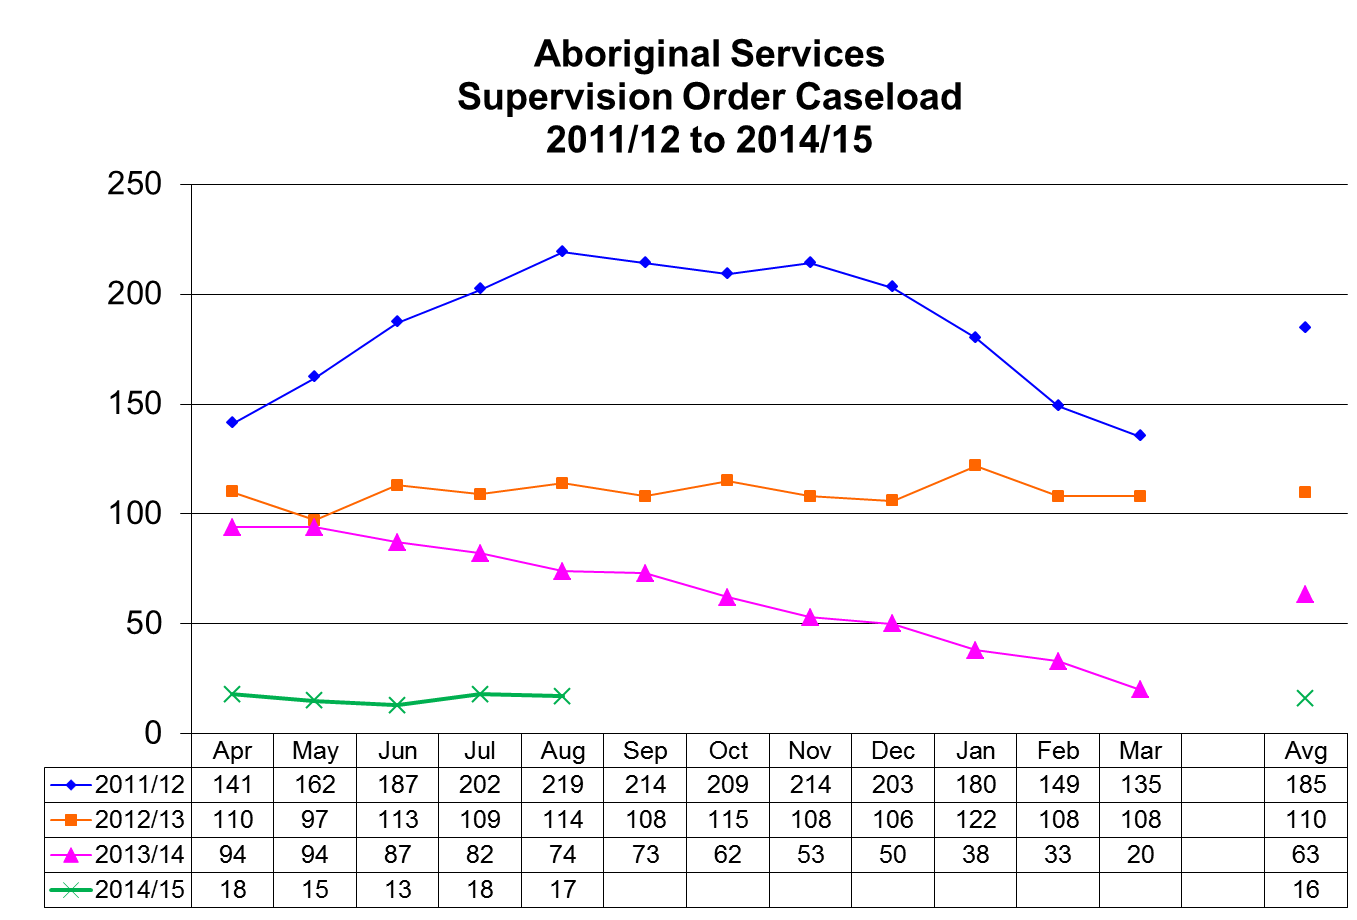 Aboriginal Services
Supervision Order Caseload
2011/12 to 2014/15
250
200
150
100
50
0
Apr May Jun Jul Aug Sep Oct Nov Dec Jan Feb Mar Avg
2011/12 141 162 187 202 219 214 209 214 203 180 149 135 185
2012/13 110 97 113 109 114 108 115 108 106 122 108 108 110
2013/14 94 94 87 82 74 73 62 53 50 38 33 20 63
2014/15 18 15 13 18 17 16